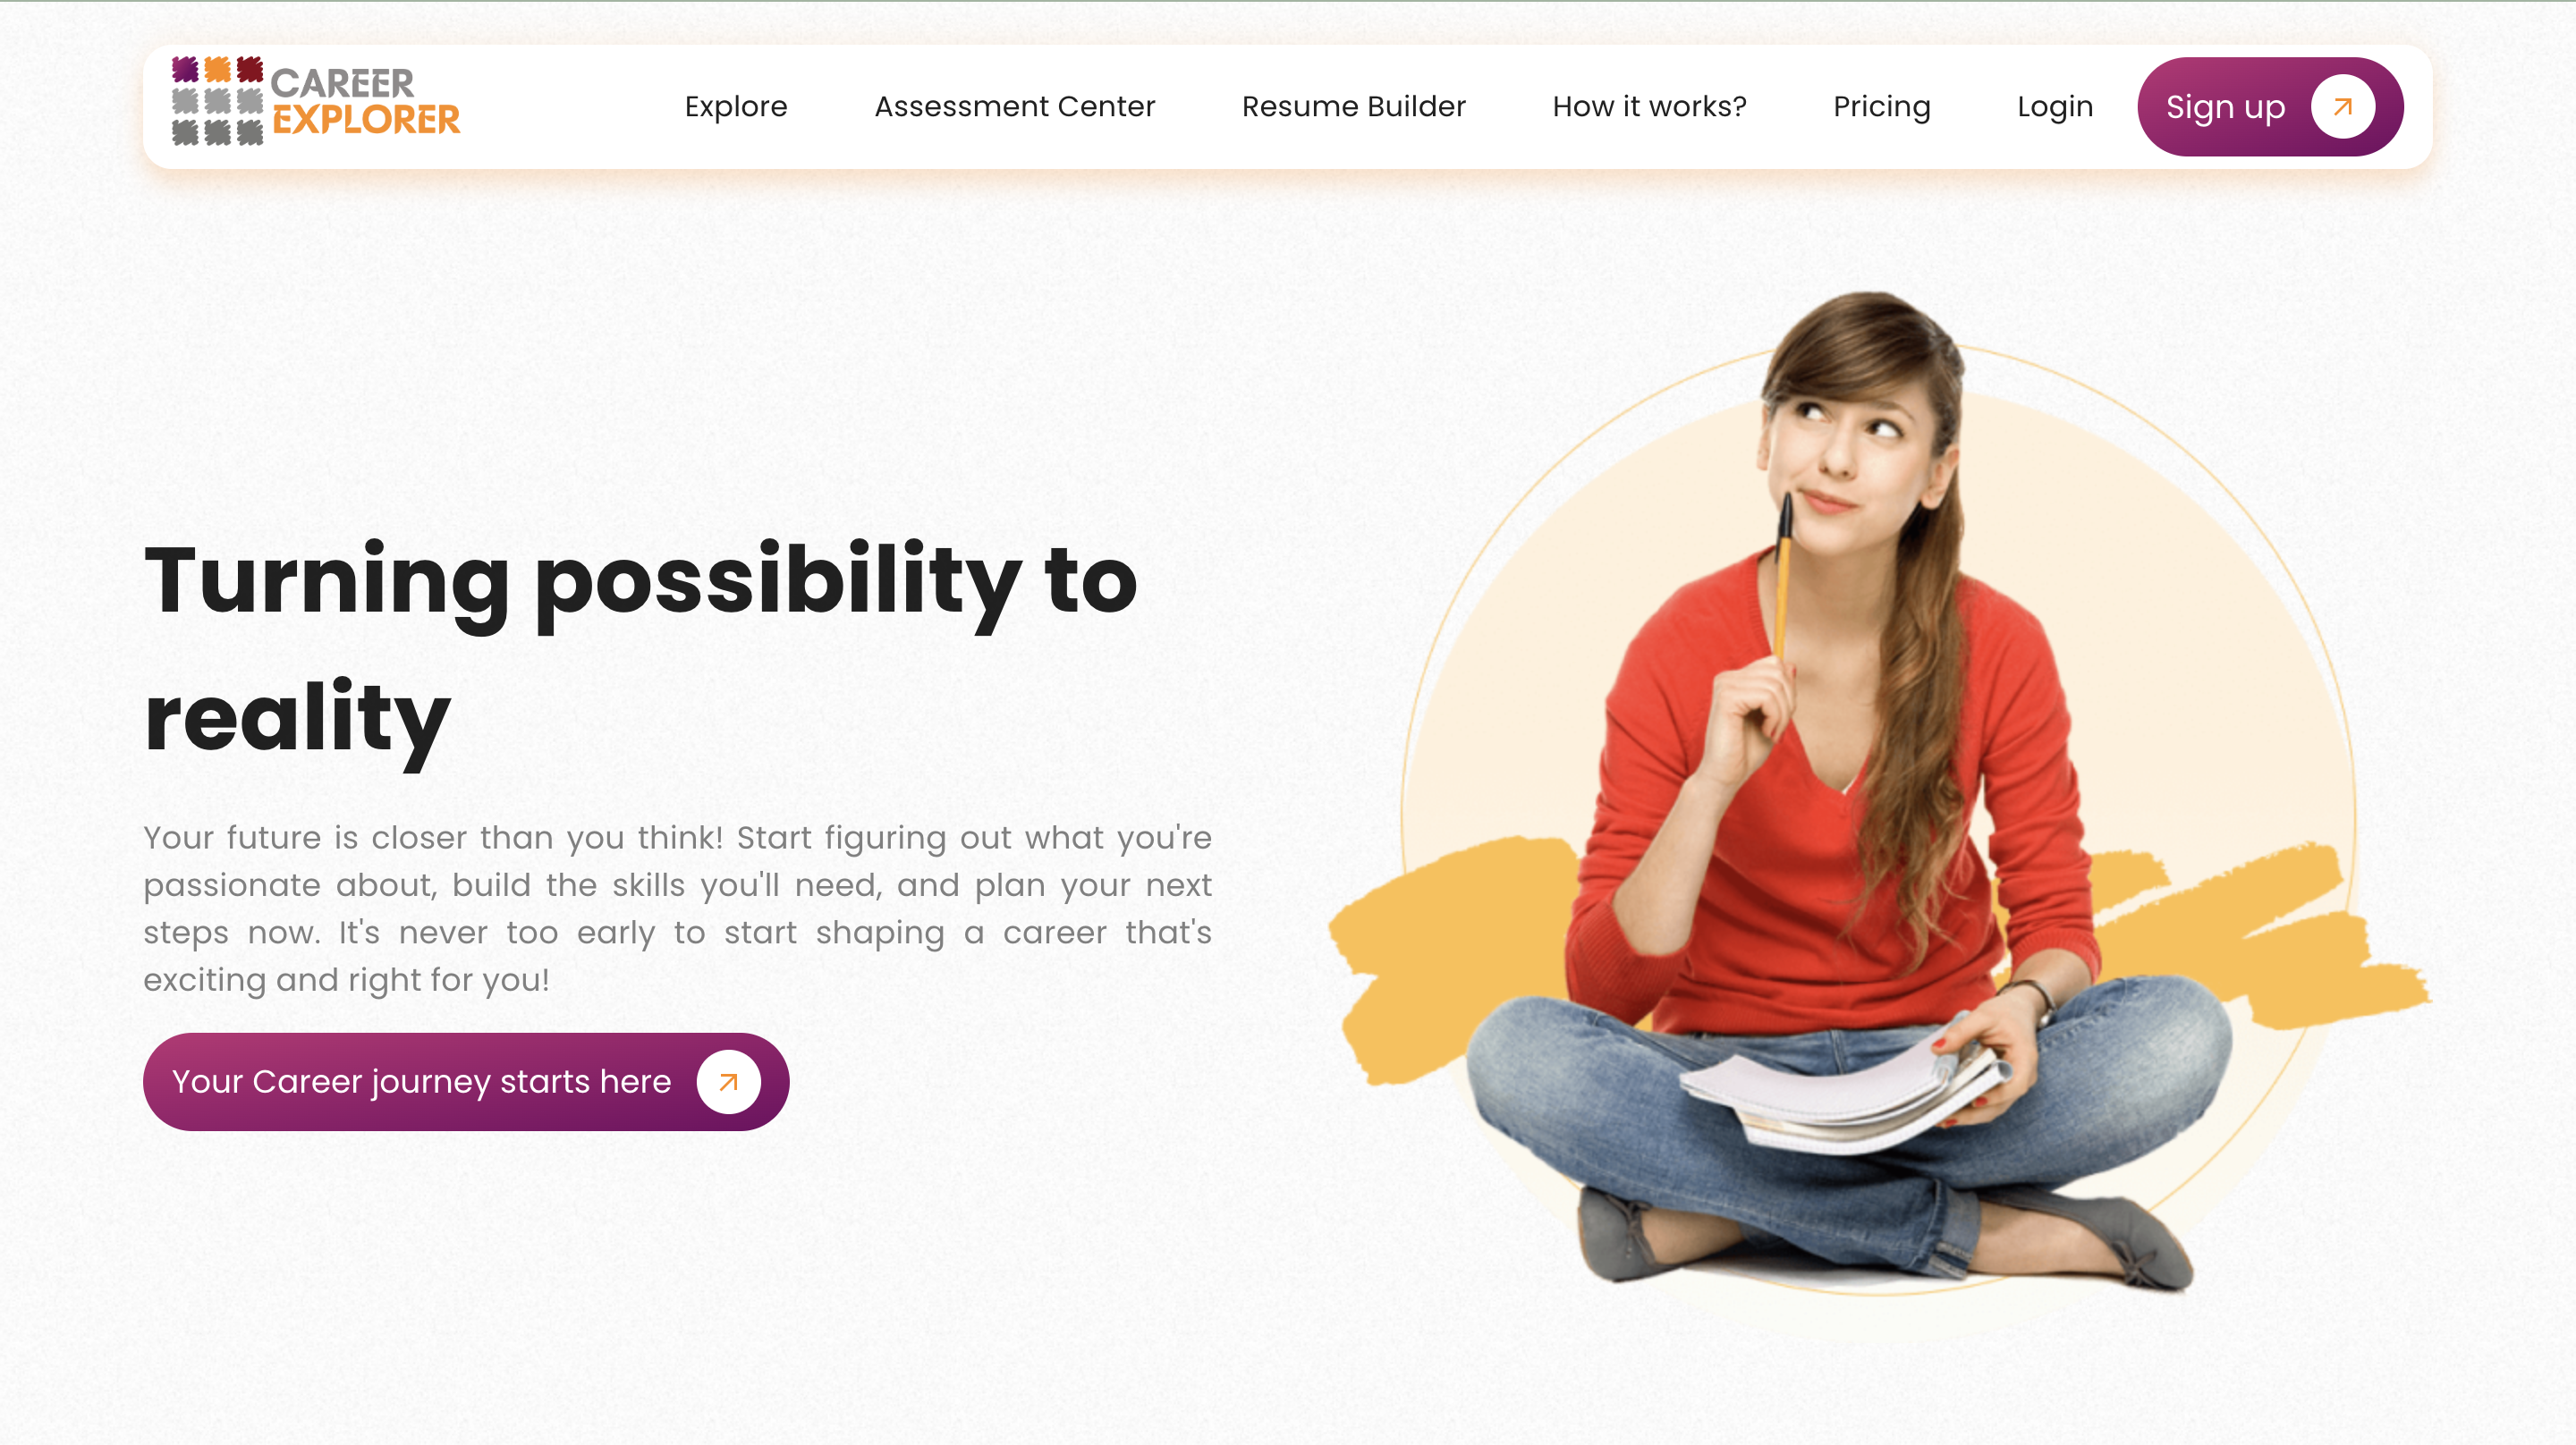 CAREER
EXPLORER
Explore
Assessment Center
Resume Builder
How it works?
Pricing
Login
Sign up
Turning possibility to
reality
Your future is closer than you think! Start figuring out what you're
passionate about, build the skills you'll need, and plan your next
steps now. It's never too early to start shaping a career that's
exciting and right for you!
Your Career journey starts here